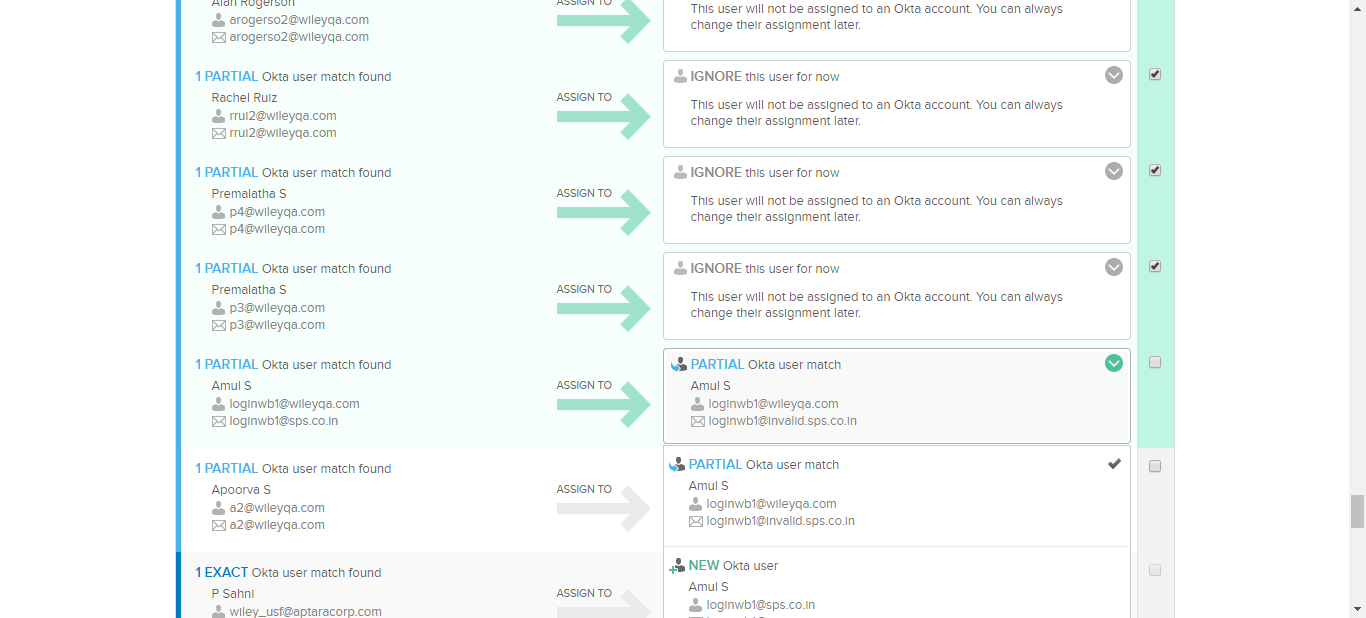 Alan Rogerson
arogerso2@wileyqa.com
arogerso2@wileyqa.com
ASSIGN TO
This user will not be assigned to an Okta account. You can always
change their assignment later.
1 PARTIAL Okta user match found
Rachel Ruiz
rrui2@wileyqa.com
rrui2@wileyqa.com
ASSIGN TO
IGNORE this user for now
This user will not be assigned to an Okta account. You can always
change their assignment later.
1 PARTIAL Okta user match found
Premalatha S
p4@wileyqa.com
p4@wileyqa.com
ASSIGN TO
IGNORE this user for now
This user will not be assigned to an Okta account. You can always
change their assignment later.
1 PARTIAL Okta user match found
Premalatha S
p3@wileyqa.com
p3@wileyqa.com
ASSIGN TO
IGNORE this user for now
This user will not be assigned to an Okta account. You can always
change their assignment later.
1 PARTIAL Okta user match found
Amul S
loginwb1@wileyqa.com
loginwb1@sps.co.in
ASSIGN TO
PARTIAL Okta user match
Amul S
loginwb1@wileyqa.com
loginwb1@invalid.sps.co.in
1 PARTIAL Okta user match found
Apoorva S
a2@wileyqa.com
a2@wileyqa.com
ASSIGN TO
PARTIAL Okta user match
Amul S
loginwb1@wileyqa.com
loginwb1@invalid.sps.co.in
1 EXACT Okta user match found
P Sahni
wiley_usf@aptaracorp.com
ASSIGN TO
NEW Okta user
Amul S
loginwb1@sps.co.in